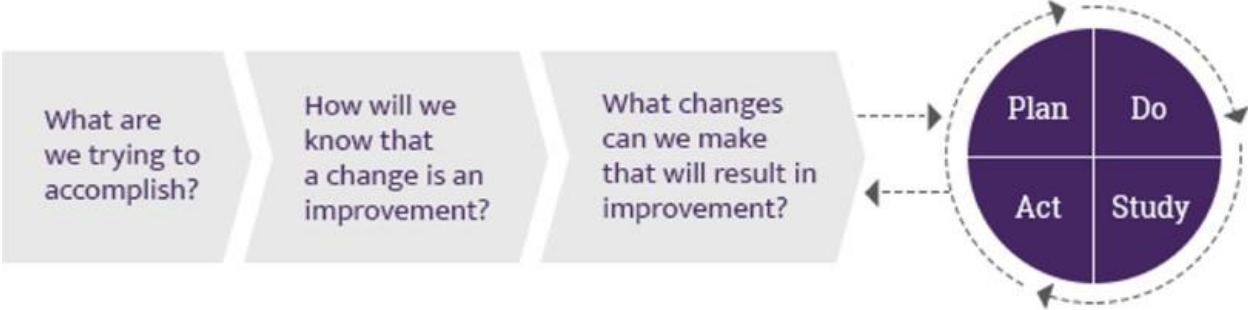 What are
we trying to
accomplish?
How will we
know that
a change is an
improvement?
What changes
can we make
that will result in
improvement?
Plan
Do
Act
Study